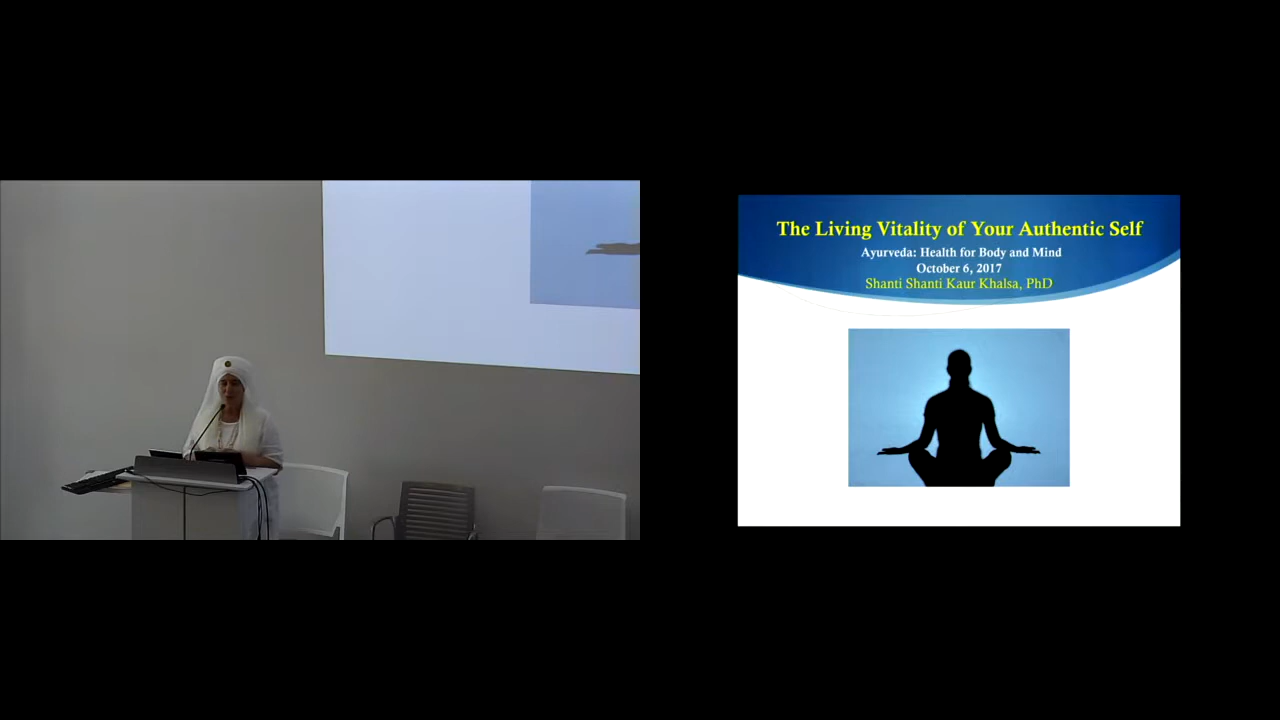 The Living Vitality of Your Authentic Self
Ayurveda: Health for Body and Mind
October 6, 2017
Shanti Shanti Kaur Khalsa, PhD